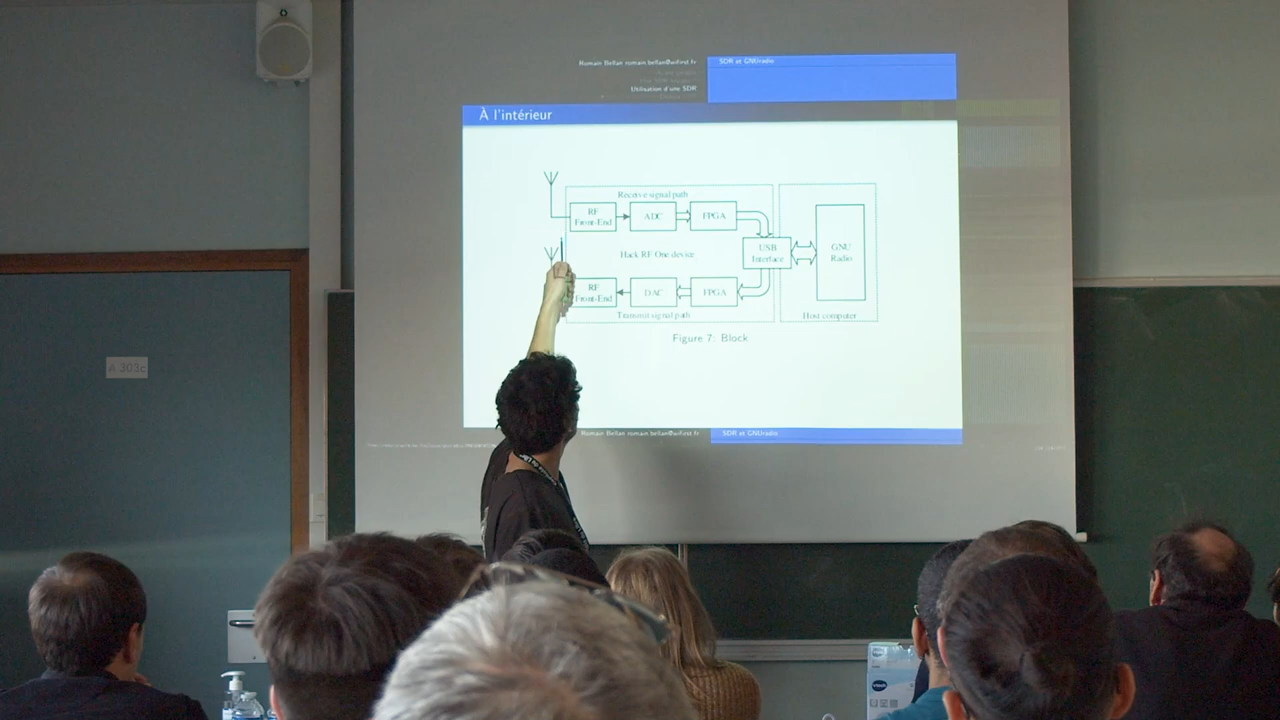 Romain Bellan romain.bellan@wifirst.fr
SDR et GNUradio
Utilisation d'une SDR
À l'intérieur
Receive signal path
RF
Front-End
ADC
FPGA
Hack RF One device
USB
Interface
GNU
Radio
RF
Front-End
DAC
FPGA
Transmit signal path
Host computer
Figure 7: Block
Romain Bellan romain.bellan@wifirst.fr
SDR et GNUradio
A 303c